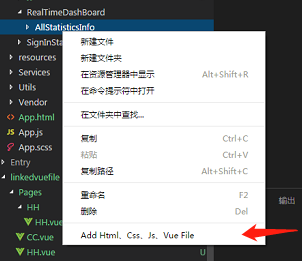 RealTimeDashBoard
AllStatisticsInfo
SignInSta
resources
Services
Utils
Vendor
App.html
App.js
App.scss
Entry
linkedvuefile
Pages
HH
HH.vue
CC.vue
HH.vue U
新建文件
新建文件夹
在资源管理器中显示 Alt+Shift+R
在命令提示符中打开
在文件夹中查找...
复制 Ctrl+C
粘贴 Ctrl+V
复制路径 Alt+Shift+C
重命名 F2
删除 Del
Add Html、Css、Js、Vue File
输出